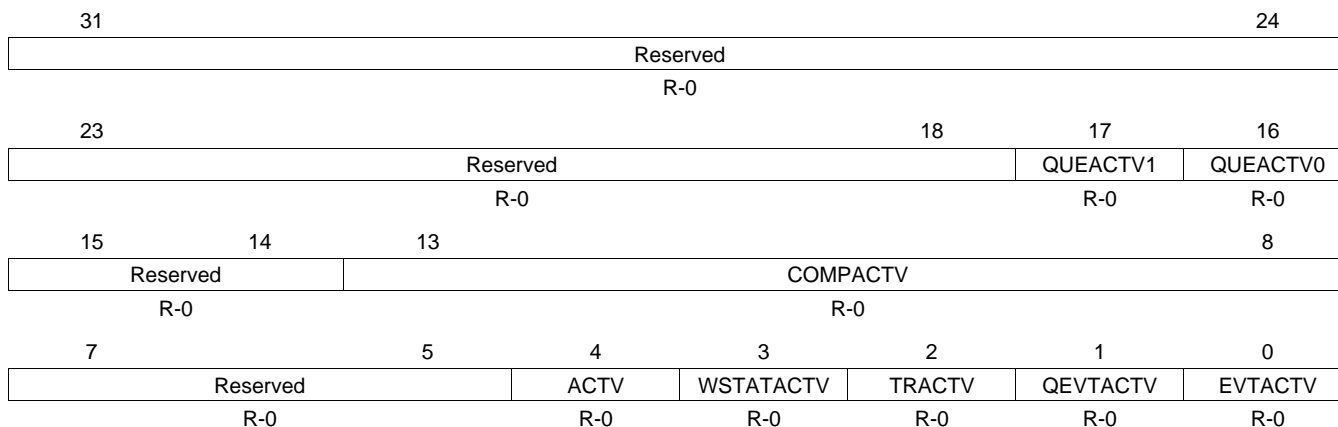 31 24
Reserved
R-0
23 18 17 16
Reserved QUEACTV1 QUEACTV0
R-0 R-0 R-0
15 14 13 8
Reserved COMPACTV
R-0 R-0
7 5 4 3 2 1 0
Reserved ACTV WSTATACTV TRACTV QEVTACTV EVTACTV
R-0 R-0 R-0 R-0 R-0 R-0